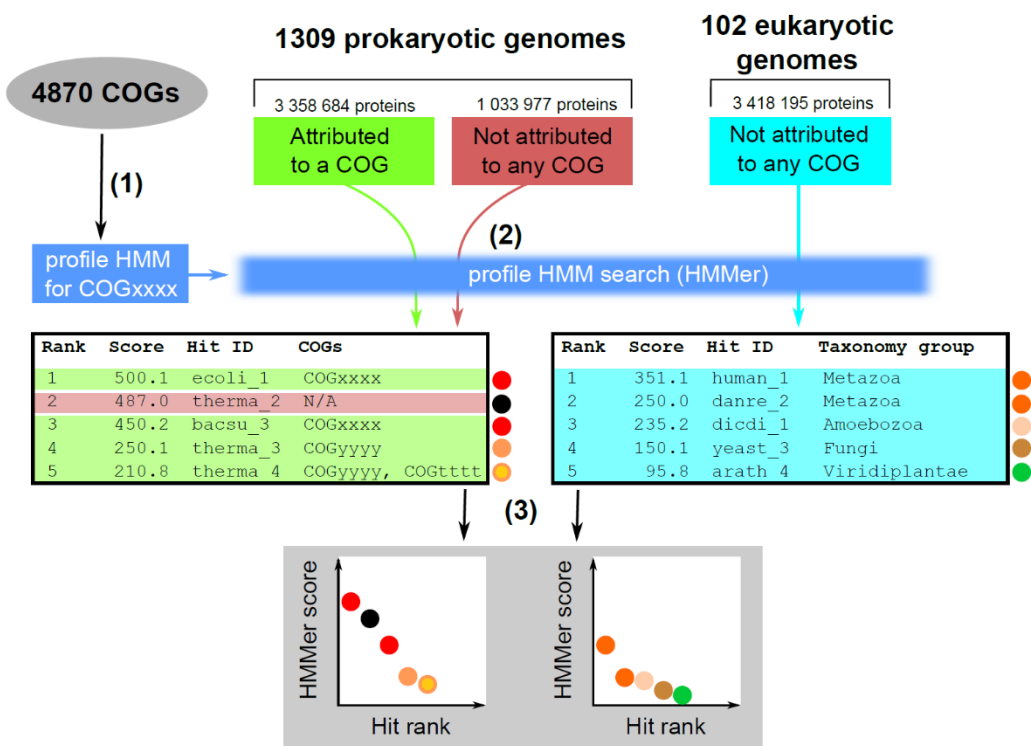 1309 prokaryotic genomes
102 eukaryotic
genomes
4870 COGs
3 358 684 proteins
1 033 977 proteins
3 418 195 proteins
Attributed
to a COG
Not attributed
to any COG
Not attributed
to any COG
(1)
(2)
profile HMM
for COGxxxx
profile HMM search (HMMer)
Rank Score Hit ID COGs
1 500.1 ecoli_1 COGxxxx
2 487.0 therma_2 N/A
3 450.2 bacsu_3 COGxxxx
4 250.1 therma_3 COGyyyy
5 210.8 therma_4 COGyyyy, COGtttt
Rank Score Hit ID Taxonomy group
1 351.1 human_1 Metazoa
2 250.0 danre_2 Metazoa
3 235.2 dicdi_1 Amoebozoa
4 150.1 yeast_3 Fungi
5 95.8 arath_4 Viridiplantae
(3)
HMMer score
Hit rank
HMMer score
Hit rank